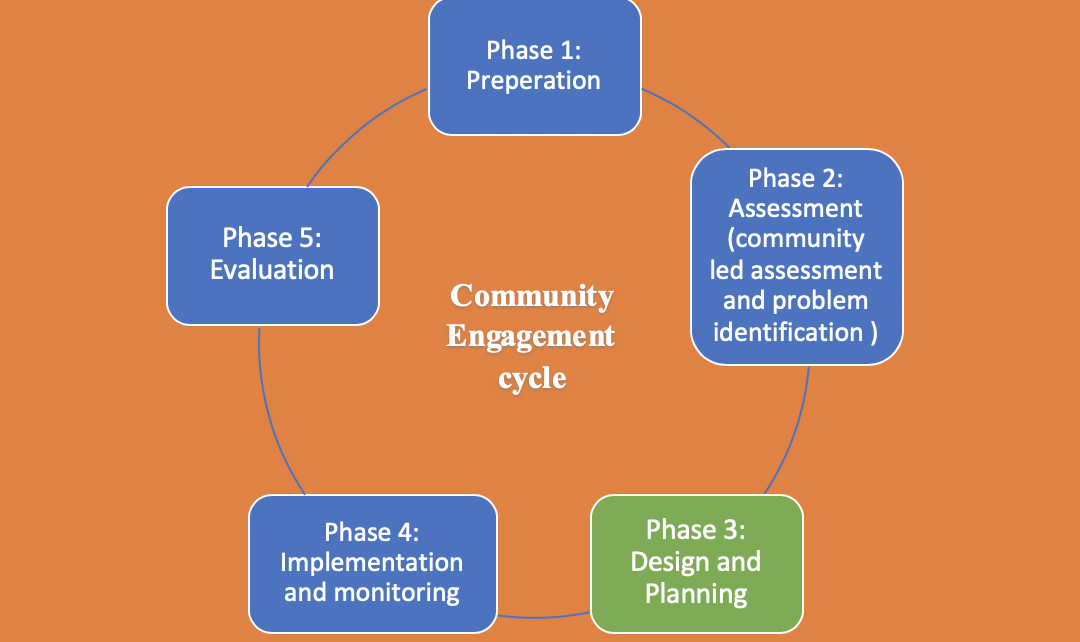 Phase 1:
Preperation
Phase 2:
Assessment
(community
led assessment
and problem
identification )
Phase 3:
Design and
Planning
Phase 4:
Implementation
and monitoring
Phase 5:
Evaluation
Community
Engagement
cycle